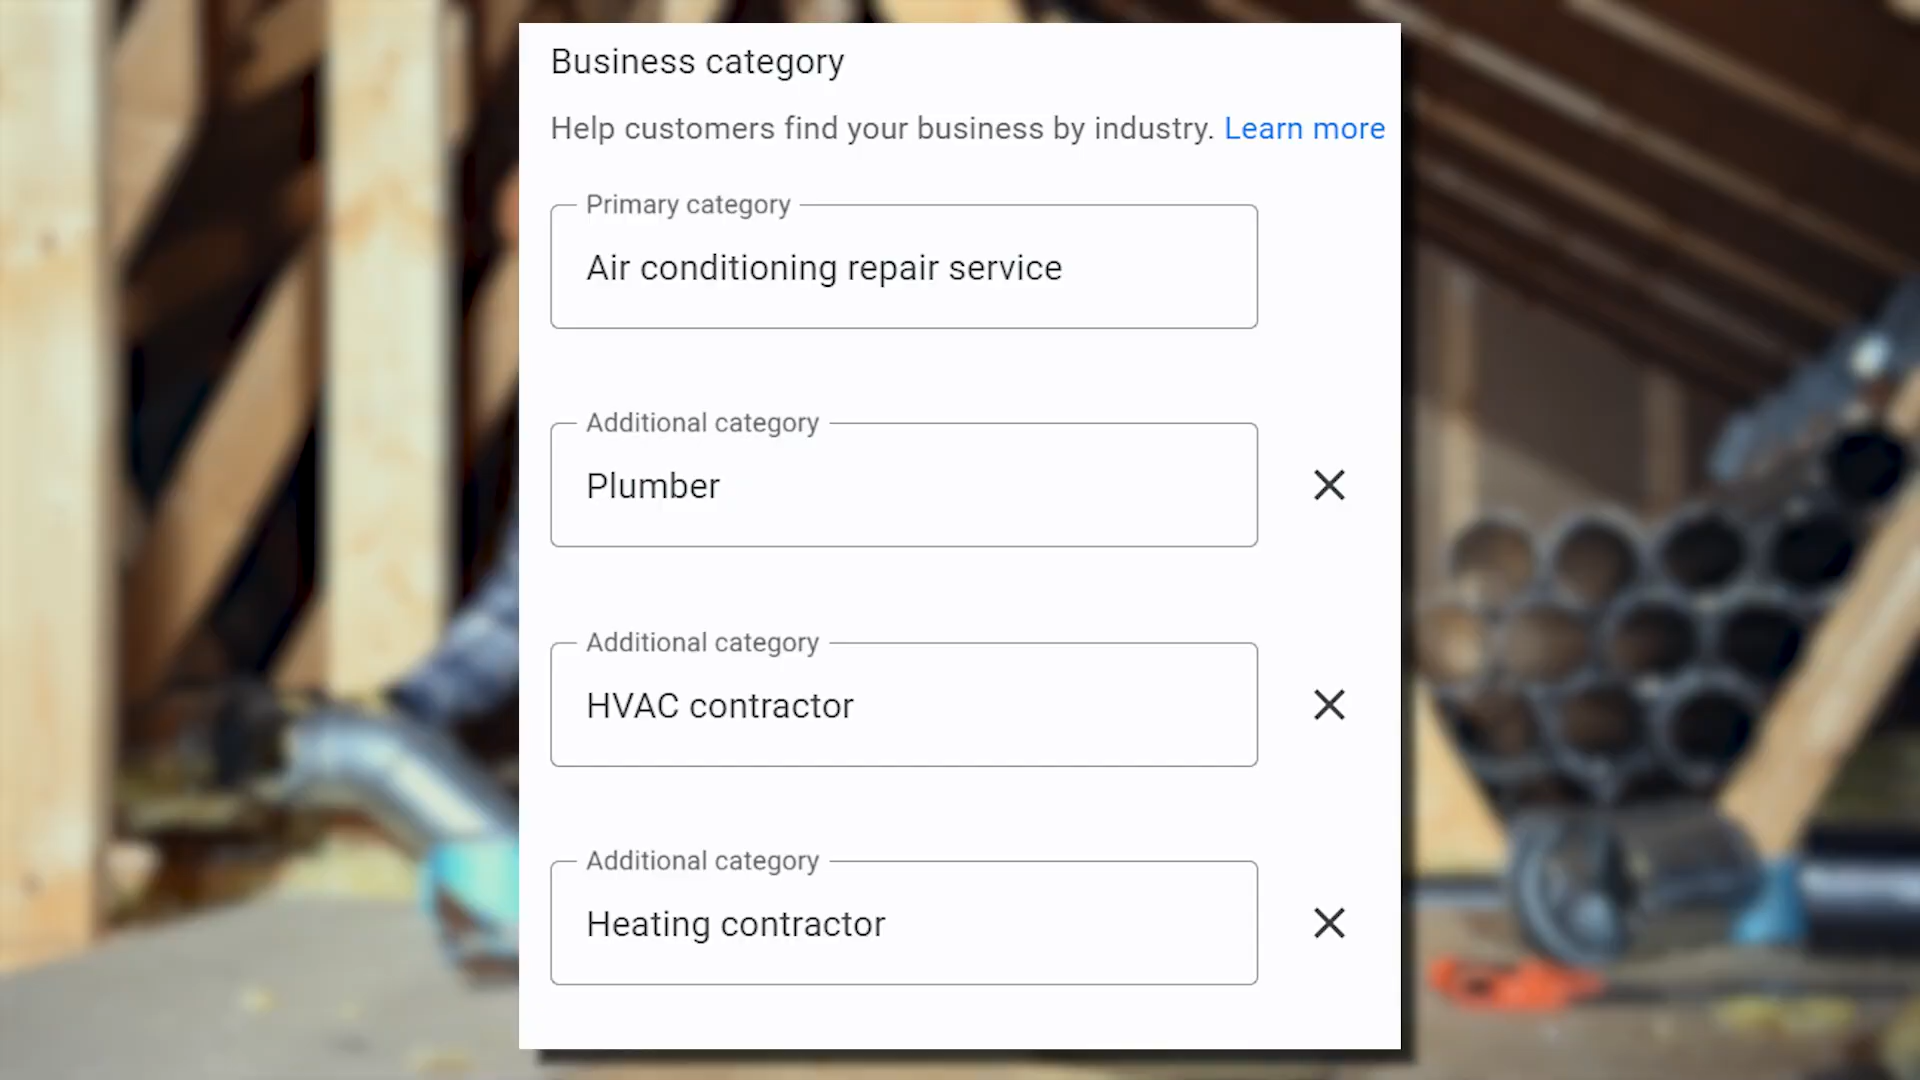 Business category
Help customers find your business by industry. Learn more
Primary category
Air conditioning repair service
Additional category
Plumber
Additional category
HVAC contractor
Additional category
Heating contractor